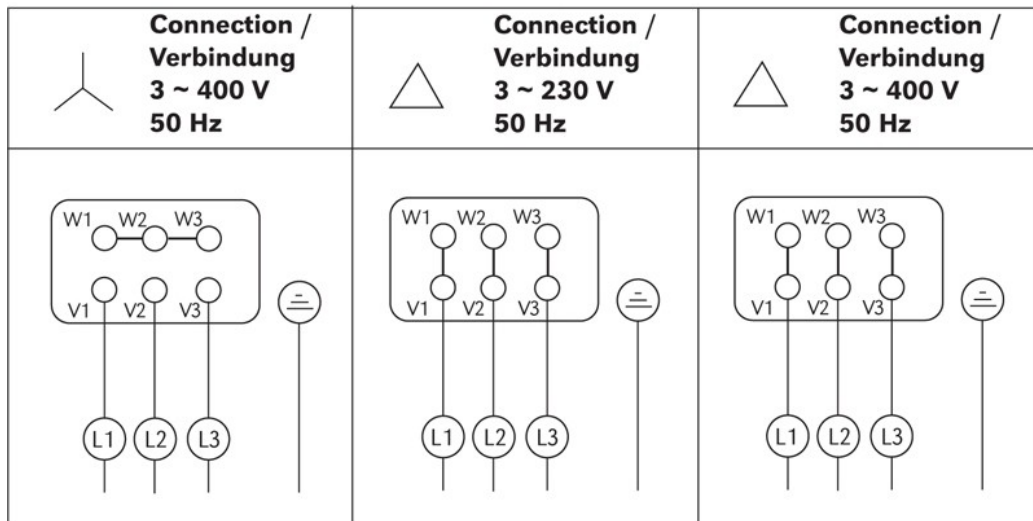 Connection /
Verbindung
3 ~ 400 V
50 Hz
Connection /
Verbindung
3 ~ 230 V
50 Hz
Connection /
Verbindung
3 ~ 400 V
50 Hz
W1 W2 W3
V1 V2 V3
L1 L2 L3
W1 W2 W3
V1 V2 V3
L1 L2 L3
W1 W2 W3
V1 V2 V3
L1 L2 L3